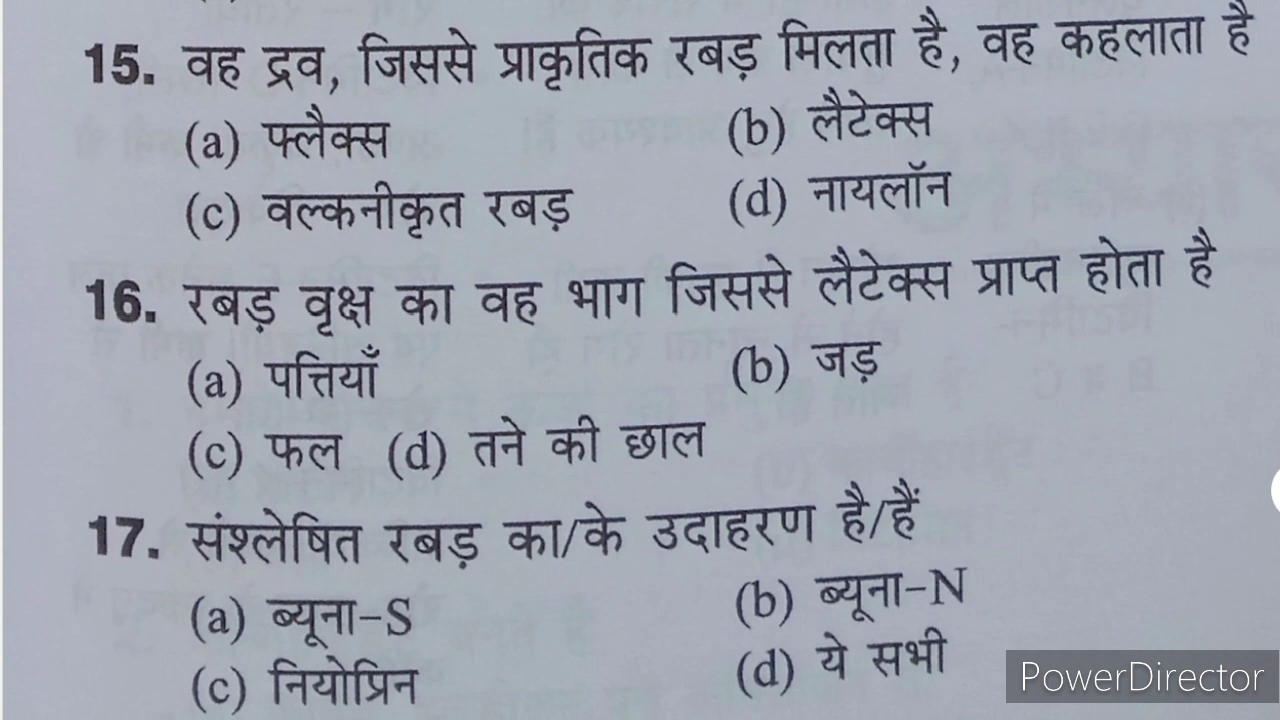 15. वह द्रव, जिससे प्राकृतिक रबड़ मिलता है, वह कहलाता है
(a) फ्लैक्स (b) लैटेक्स
(c) वल्कनीकृत रबड़ (d) नायलॉन
16. रबड़ वृक्ष का वह भाग जिससे लैटेक्स प्राप्त होता है
(a) पत्तियाँ (b) जड़
(c) फल (d) तने की छाल
17. संश्लेषित रबड़ का/के उदाहरण है/हैं
(a) ब्यूना-S (b) ब्यूना-N
(c) नियोप्रिन (d) ये सभी
PowerDirector